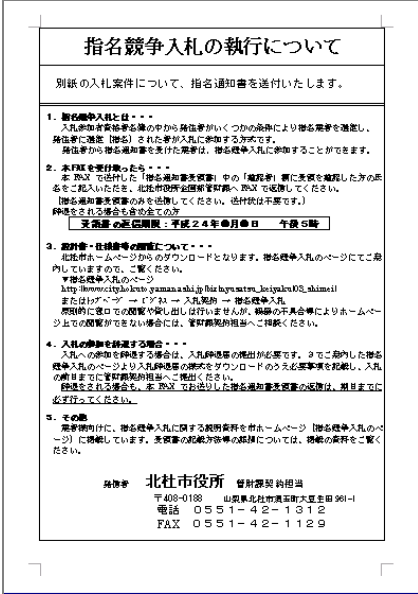 指名競争入札の執行について
別紙の入札案件について、指名通知書を送付いたします。
1．指名競争入札とは・・・
入札参加有資格者名簿の中から発注者がいくつかの条件により指名業者を選定し、
発注者に選定（指名）された者が入札に参加する方式です。
発注者から指名通知書を受けた業者は、指名競争入札に参加することができます。
2．本FAXを受け取ったら・・・
本 FAX で送付した「指名通知書受領書」中の「確認者」欄に受領を確認した方の氏
名をご記入いただき、北杜市役所企画部管財課へ FAX で返信してください。
（指名通知書受領書のみを返信してください。送付状は不要です。）
辞退をされる場合も含め全ての方
受領書の返信期限：平成２４年●月●日　午後５時
3．設計書・仕様書等の閲覧について・・・
北杜市ホームページからのダウンロードとなります。指名競争入札のページにてご案
内していますので、ご覧ください。
▼指名競争入札のページ
http://www.city.hokuto.yamanashi.jp/biz/nyusatsu_keiyaku/03_shimei/
またはトップページ → ビジネス → 入札契約 → 指名競争入札
原則的に窓口での閲覧や貸し出しは行いませんが、機器の不具合等によりホームペー
ジ上での閲覧ができない場合には、管財課契約担当へご相談ください。
4．入札の参加を辞退する場合・・・
入札への参加を辞退する場合は、入札辞退届の提出が必要です。３でご案内した指名
競争入札のページより入札辞退届の様式をダウンロードのうえ必要事項を記載し、入札
の前日までに管財課契約担当へご提出ください。
辞退をされる場合も、本 FAX でお送りした指名通知書受領書の返信は、期日までに
必ず行ってください。
5．その他
業者様向けに、指名競争入札に関する説明資料を市ホームページ（指名競争入札のペ
ージ）に掲載しています。受領書の記載方法等の詳細については、掲載の資料をご覧く
ださい。
発信者　北杜市役所　管財課契約担当
〒408-0188　山梨県北杜市須玉町大豆生田 961-1
電話　０５５１－４２－１３１２
FAX　０５５１－４２－１１２９